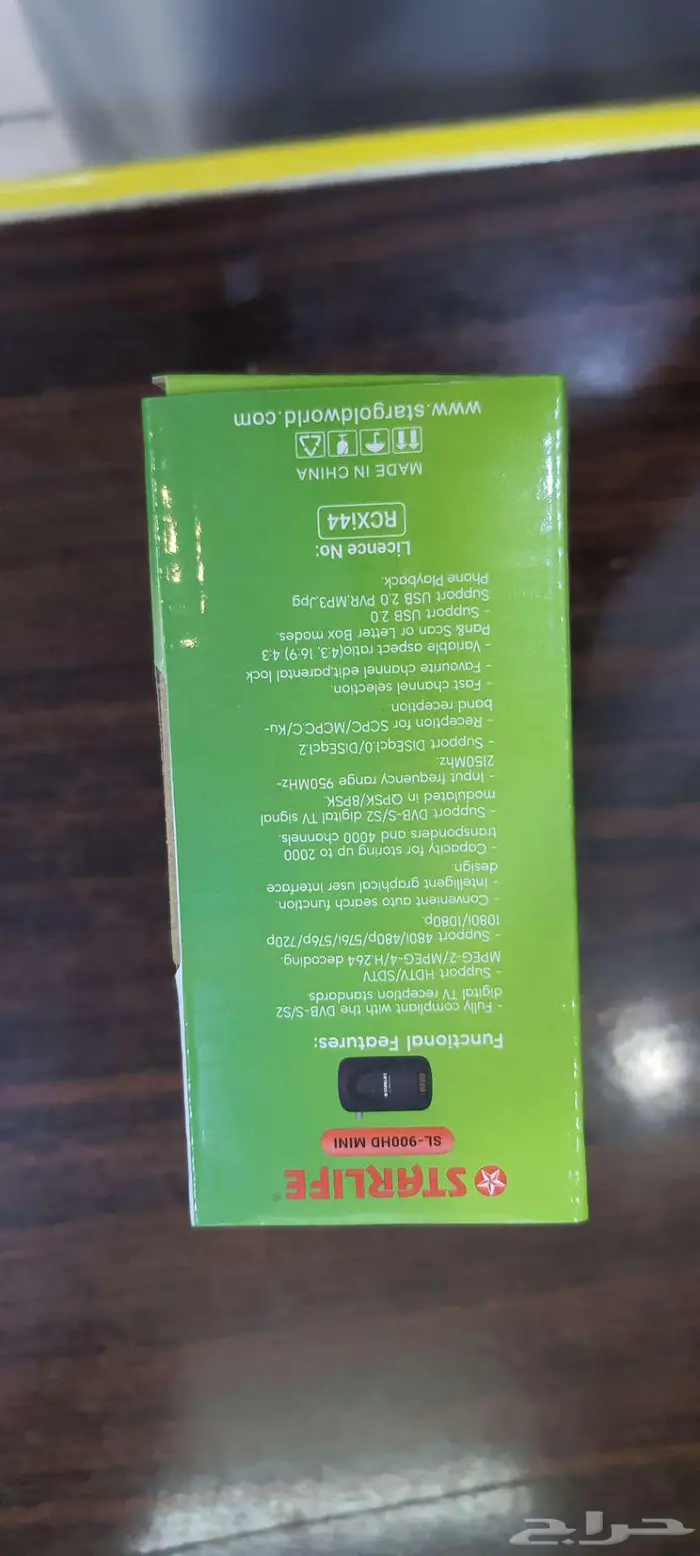 STARLIFE®
SL-900HD MINI
Functional Features:
- Fully compliant with the DVB-S/S2
digital TV reception standards
- Support HDTV/SDTV
MPEG-2/MPEG-4/H.264 decoding.
- Support 480i/480p/576i/576p/720p
1080i/1080p.
- Convenient auto search function.
- Intelligent graphical user interface
design.
- Capacity for storing up to 2000
transponders and 4000 channels.
- Support DVB-S/S2 digital TV signal
modulated in QPSK/8PSK.
- Input frequency range 950MHz-
2150Mhz.
- Support DiSEqc1.0/DiSEqc1.2
- Reception for SCPC/MCPC.C/Ku-
band reception
- Fast channel selection.
- Favourite channel edit,parental lock
- Variable aspect ratio(4:3, 16:9) 4:3
Pan& Scan or Letter Box modes.
- Support USB 2.0
Support USB 2.0 PVR.MP3.Jpg
Phone Playback.
Licence No:
RCXi44
MADE IN CHINA
www.stargoldworld.com
حراج